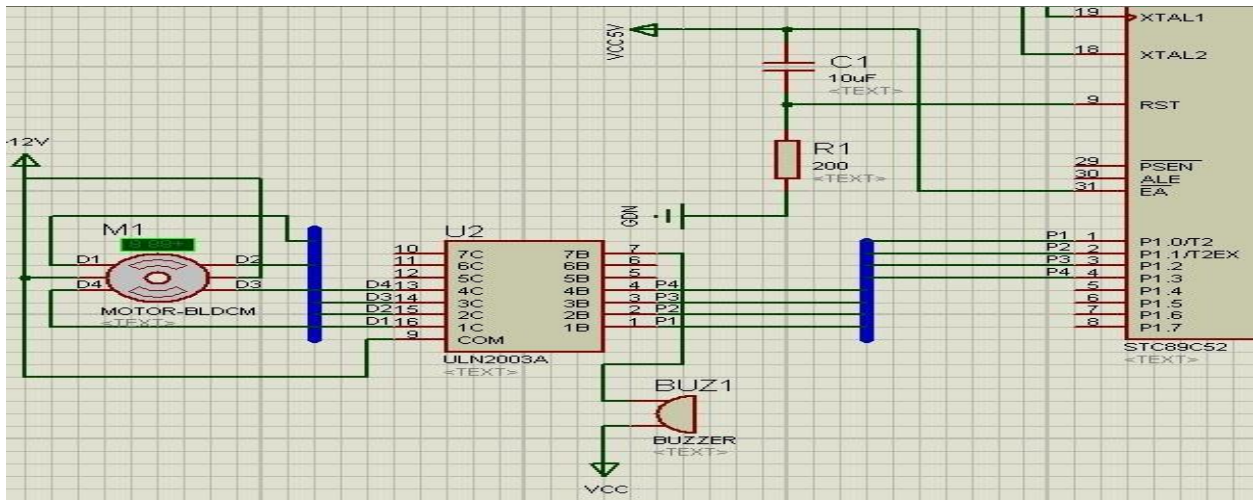 19
XTAL1
18
XTAL2
VCC5V
C1
10uF
<TEXT>
9
RST
R1
200
<TEXT>
29
PSEN
30
ALE
31
EA
GDN
12V
M1
D1
D2
D4
D3
MOTOR-BLDCM
<TEXT>
U2
10
7C
7B
7
11
6C
6B
6
12
5C
5B
5
D4
13
4C
4B
4
P4
D3
14
3C
3B
3
P3
D2
15
2C
2B
2
P2
D1
16
1C
1B
1
P1
9
COM
ULN2003A
<TEXT>
P1
1
P1.0/T2
P2
2
P1.1/T2EX
P3
3
P1.2
P4
4
P1.3
5
P1.4
6
P1.5
7
P1.6
8
P1.7
STC89C52
<TEXT>
BUZ1
BUZZER
<TEXT>
VCC